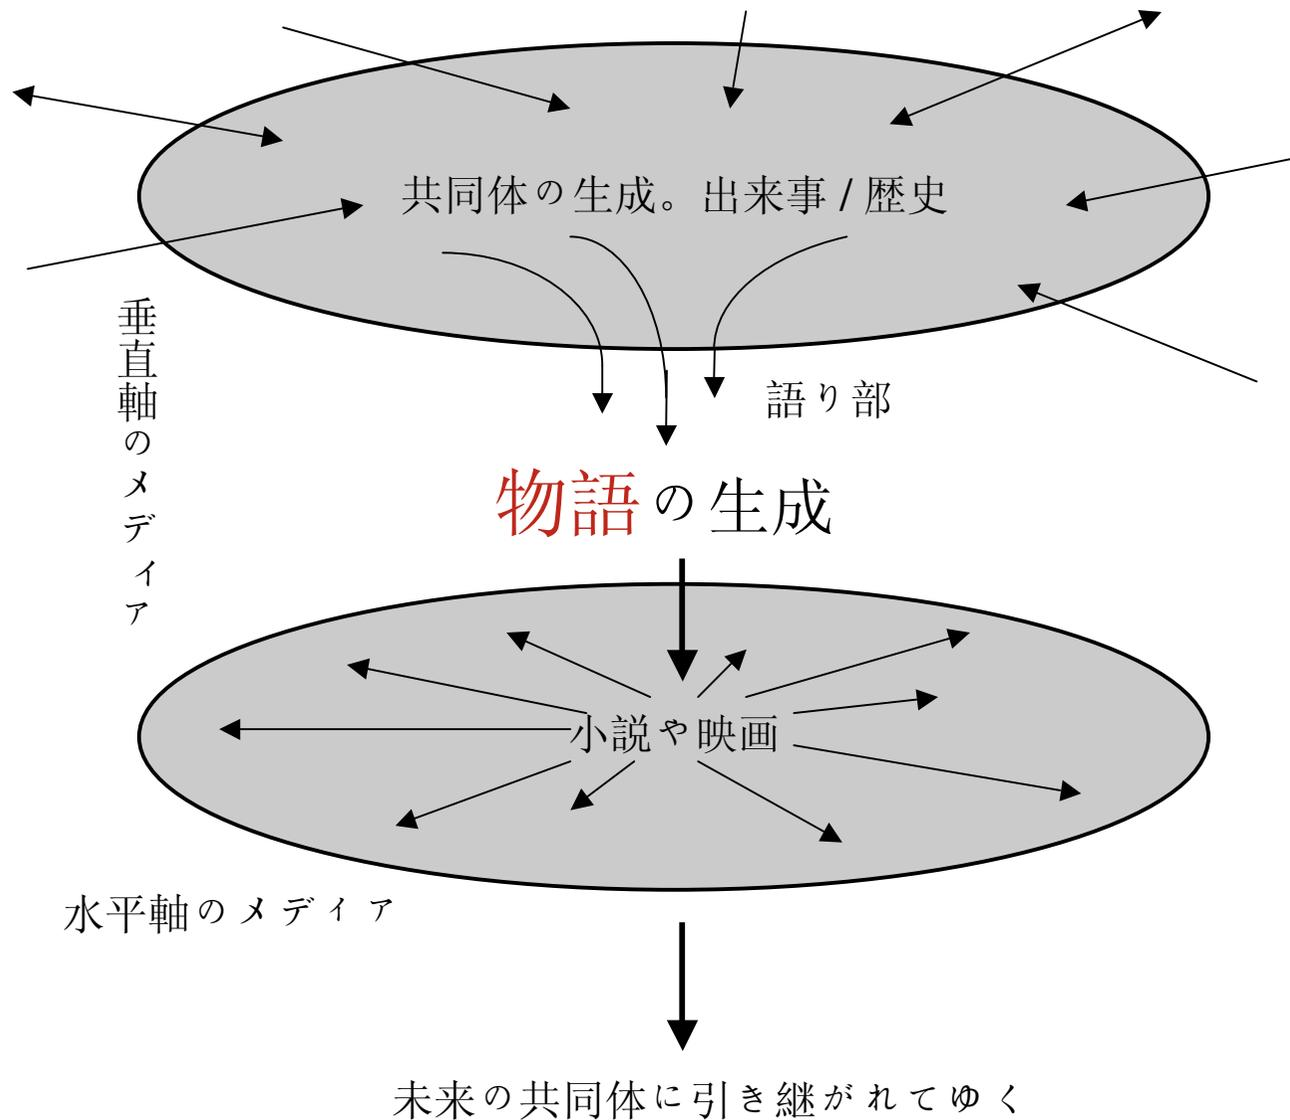 共同体の生成。出来事 / 歴史
垂直軸のメディア
語り部
物語の生成
小説や映画
水平軸のメディア
未来の共同体に引き継がれてゆく